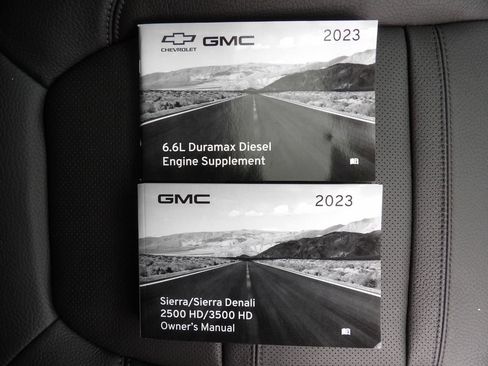 CHEVROLET GMC 2023
6.6L Duramax Diesel
Engine Supplement
GMC 2023
Sierra/Sierra Denali
2500 HD/3500 HD
Owner's Manual